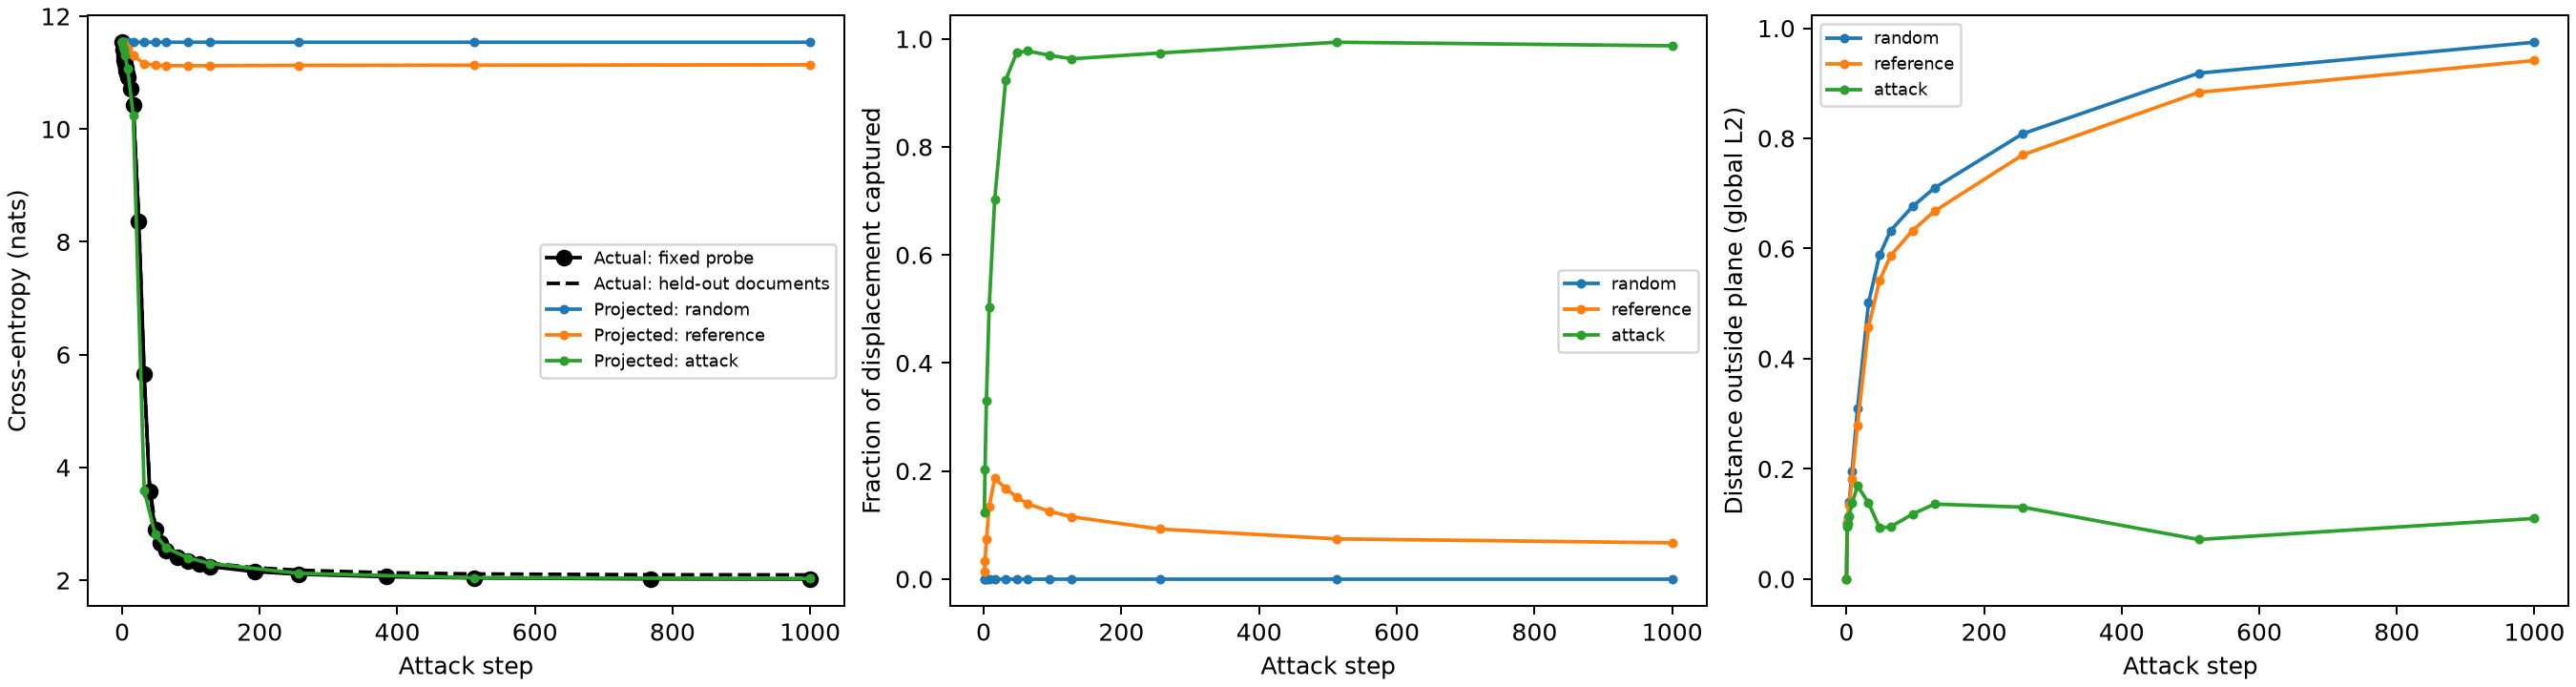 Cross-entropy (nats)
12
10
8
6
4
2
0
200
400
600
800
1000
Attack step
Actual: fixed probe
Actual: held-out documents
Projected: random
Projected: reference
Projected: attack
Fraction of displacement captured
1.0
0.8
0.6
0.4
0.2
0.0
0
200
400
600
800
1000
Attack step
random
reference
attack
Distance outside plane (global L2)
1.0
0.8
0.6
0.4
0.2
0.0
0
200
400
600
800
1000
Attack step
random
reference
attack